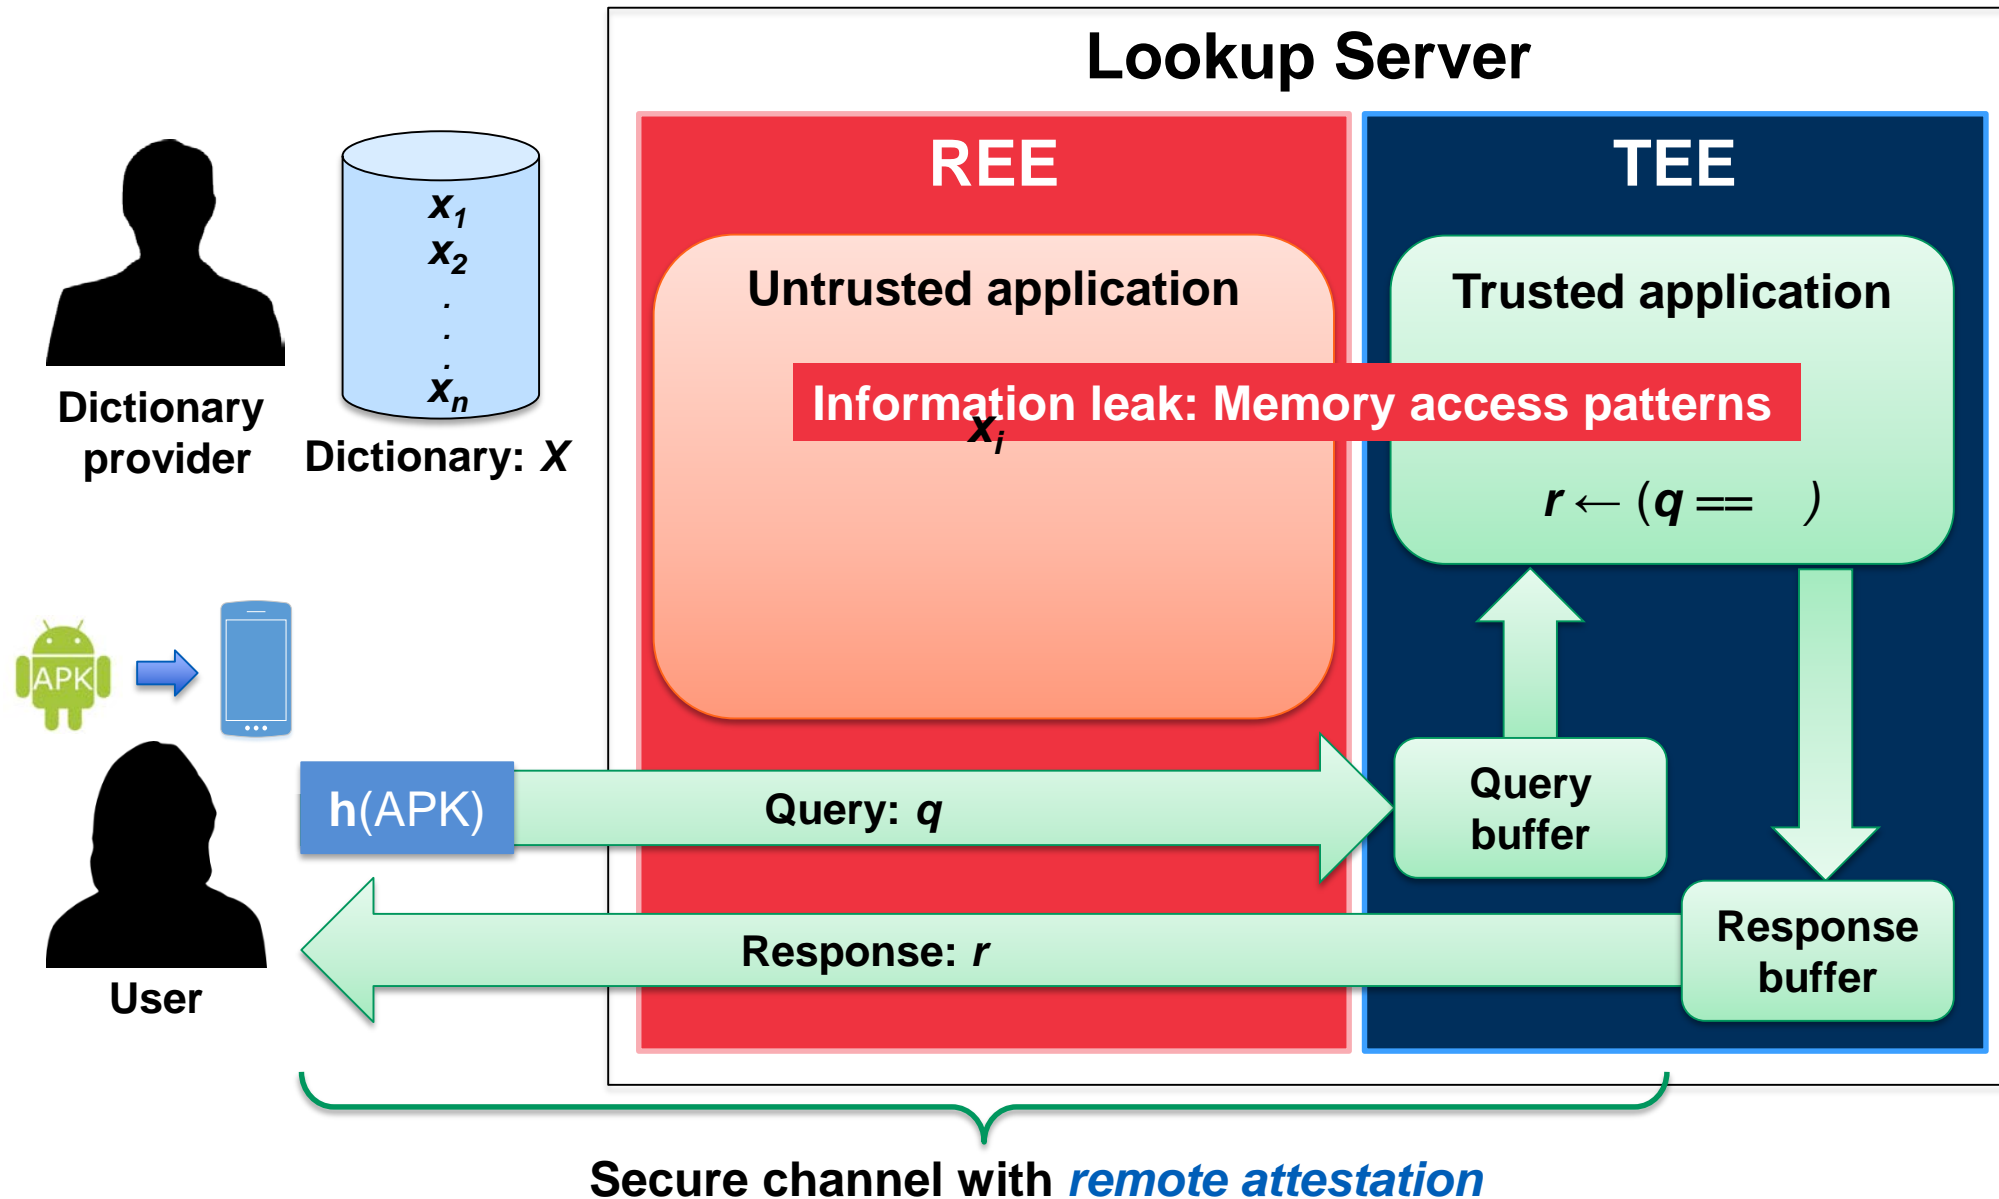 Lookup Server
REE
TEE
x1
x2
.
.
.
xn
Dictionary
provider
Dictionary: X
Untrusted application
Trusted application
Information leak: Memory access patterns
xi
r ← (q == )
APK
h(APK)
Query: q
Query
buffer
Response: r
Response
buffer
User
Secure channel with remote attestation